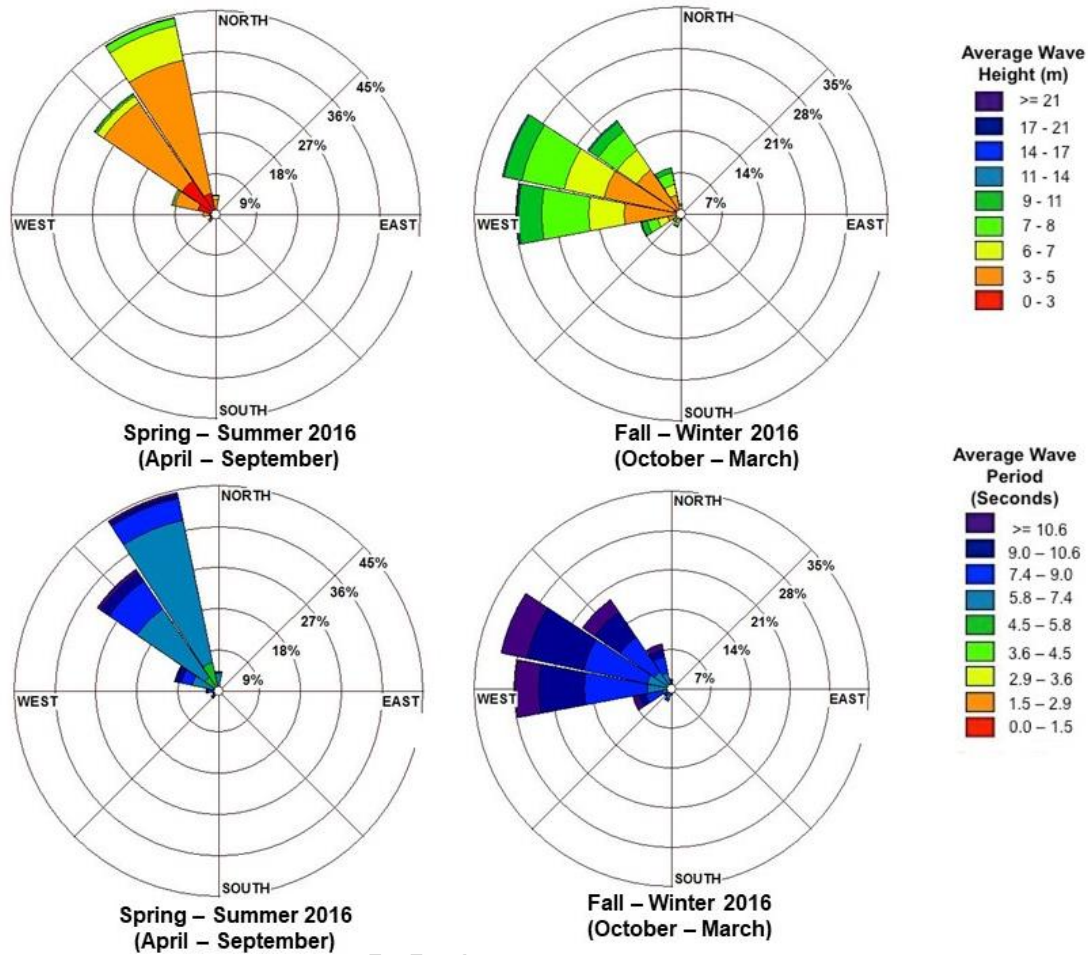 NORTH
45%
36%
27%
18%
9%
WEST
EAST
SOUTH
Spring – Summer 2016
(April – September)
NORTH
35%
28%
21%
14%
7%
WEST
EAST
SOUTH
Fall – Winter 2016
(October – March)
Average Wave
Height (m)
>= 21
17 - 21
14 - 17
11 - 14
9 - 11
7 - 8
6 - 7
3 - 5
0 - 3
NORTH
45%
36%
27%
18%
9%
WEST
EAST
SOUTH
Spring – Summer 2016
(April – September)
NORTH
35%
28%
21%
14%
7%
WEST
EAST
SOUTH
Fall – Winter 2016
(October – March)
Average Wave
Period
(Seconds)
>= 10.6
9.0 – 10.6
7.4 – 9.0
5.8 – 7.4
4.5 – 5.8
3.6 – 4.5
2.9 – 3.6
1.5 – 2.9
0.0 – 1.5